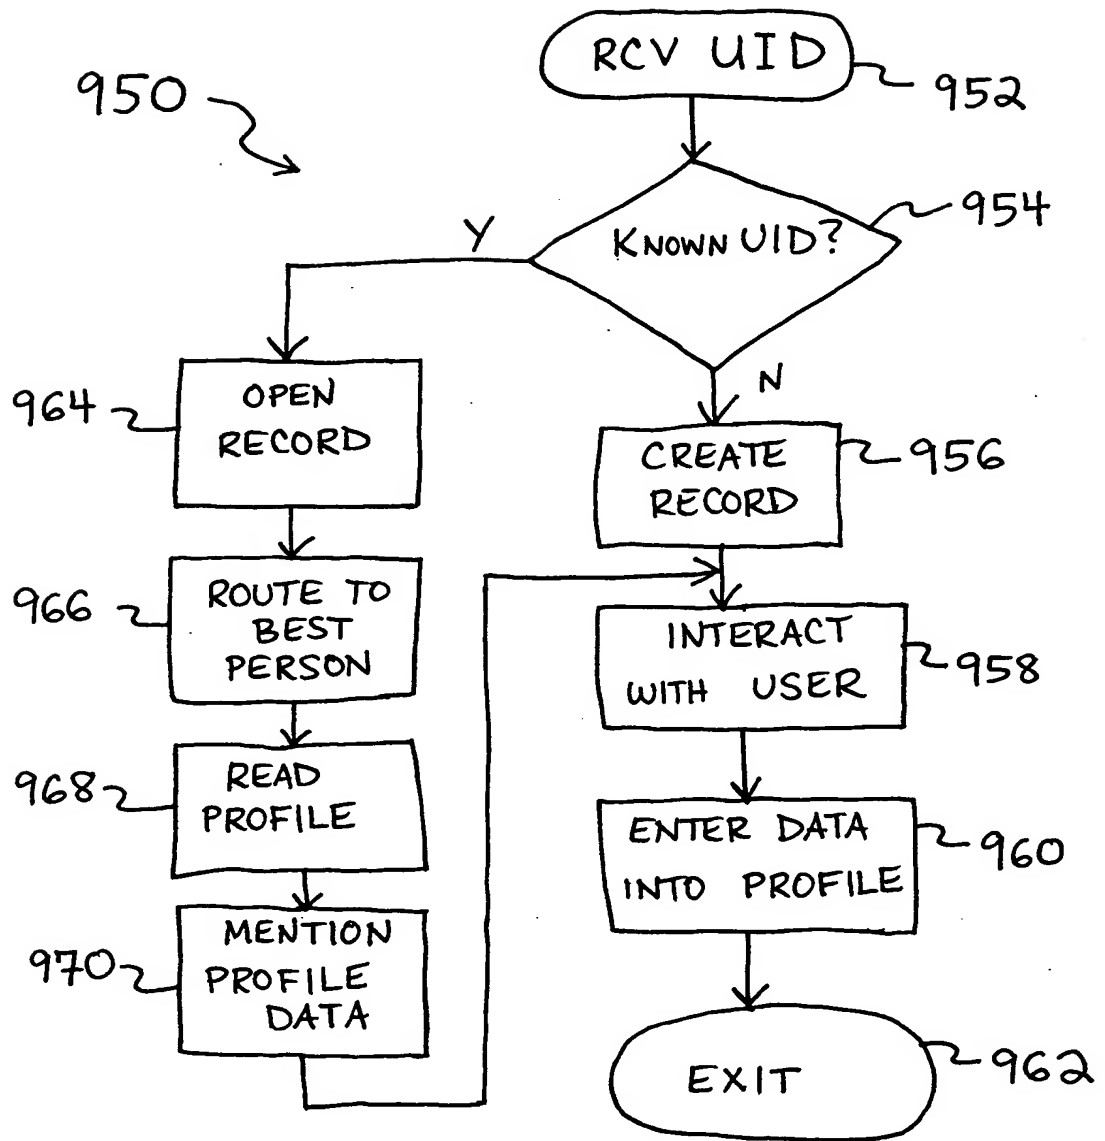 RCV UID
952
950
954
KNOWN UID?
Y
N
964
OPEN
RECORD
CREATE
RECORD
956
966
ROUTE TO
BEST
PERSON
INTERACT
WITH USER
958
968
READ
PROFILE
ENTER DATA
INTO PROFILE
960
970
MENTION
PROFILE
DATA
EXIT
962